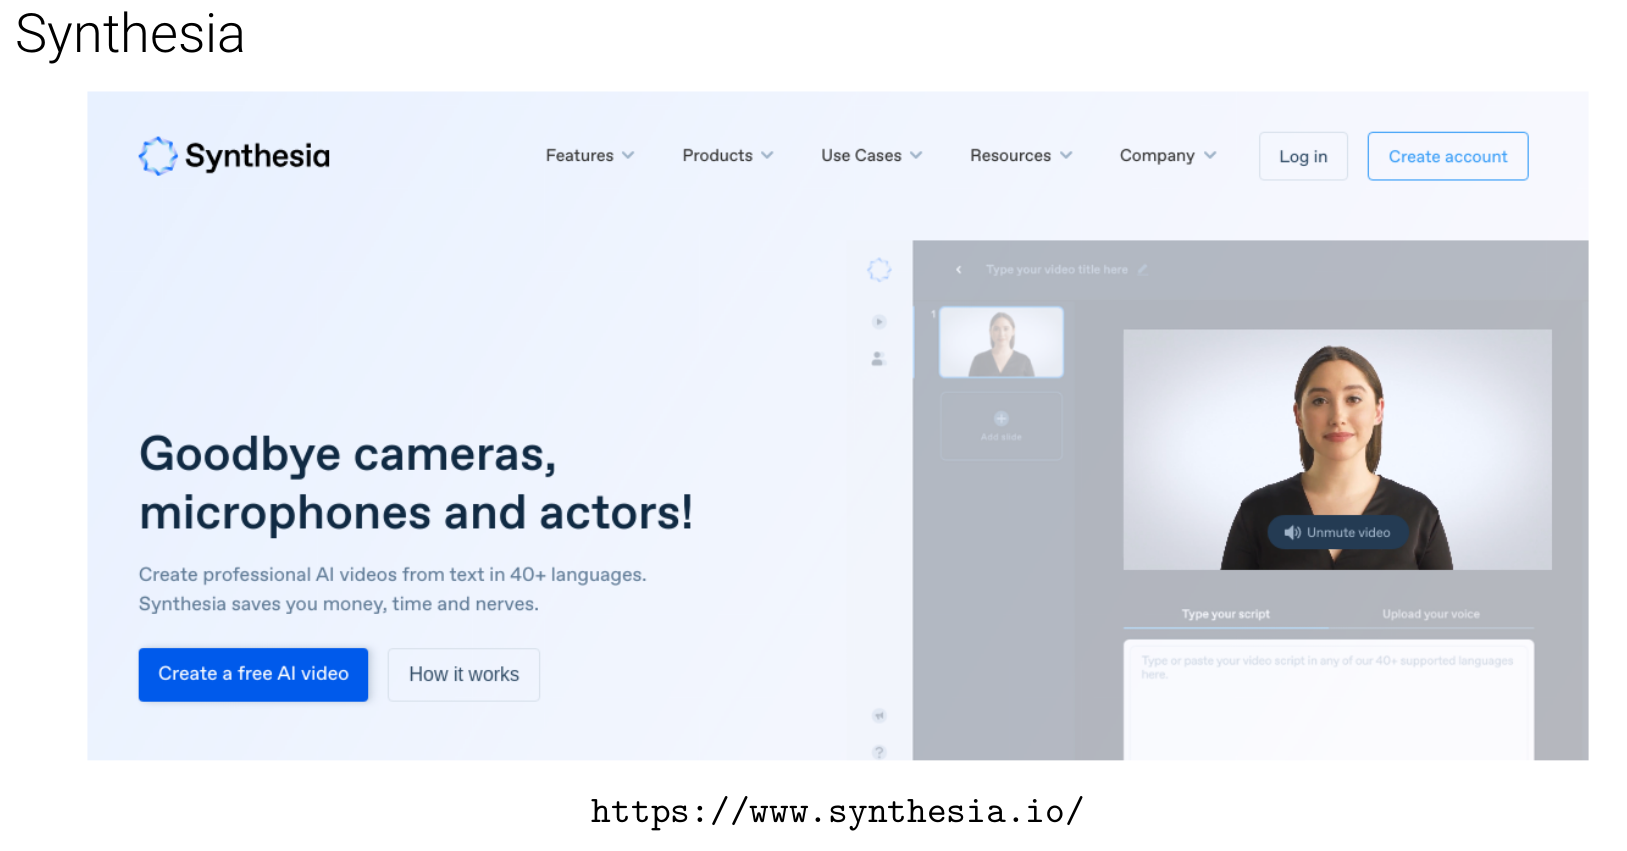 Synthesia
Synthesia
Features
Products
Use Cases
Resources
Company
Log in
Create account
Type your video title here
1
Add slide
Goodbye cameras,
microphones and actors!
Create professional AI videos from text in 40+ languages.
Synthesia saves you money, time and nerves.
Create a free AI video
How it works
Unmute video
Type your script
Upload your voice
Type or paste your video script in any of our 40+ supported languages
here.
?
https://www.synthesia.io/